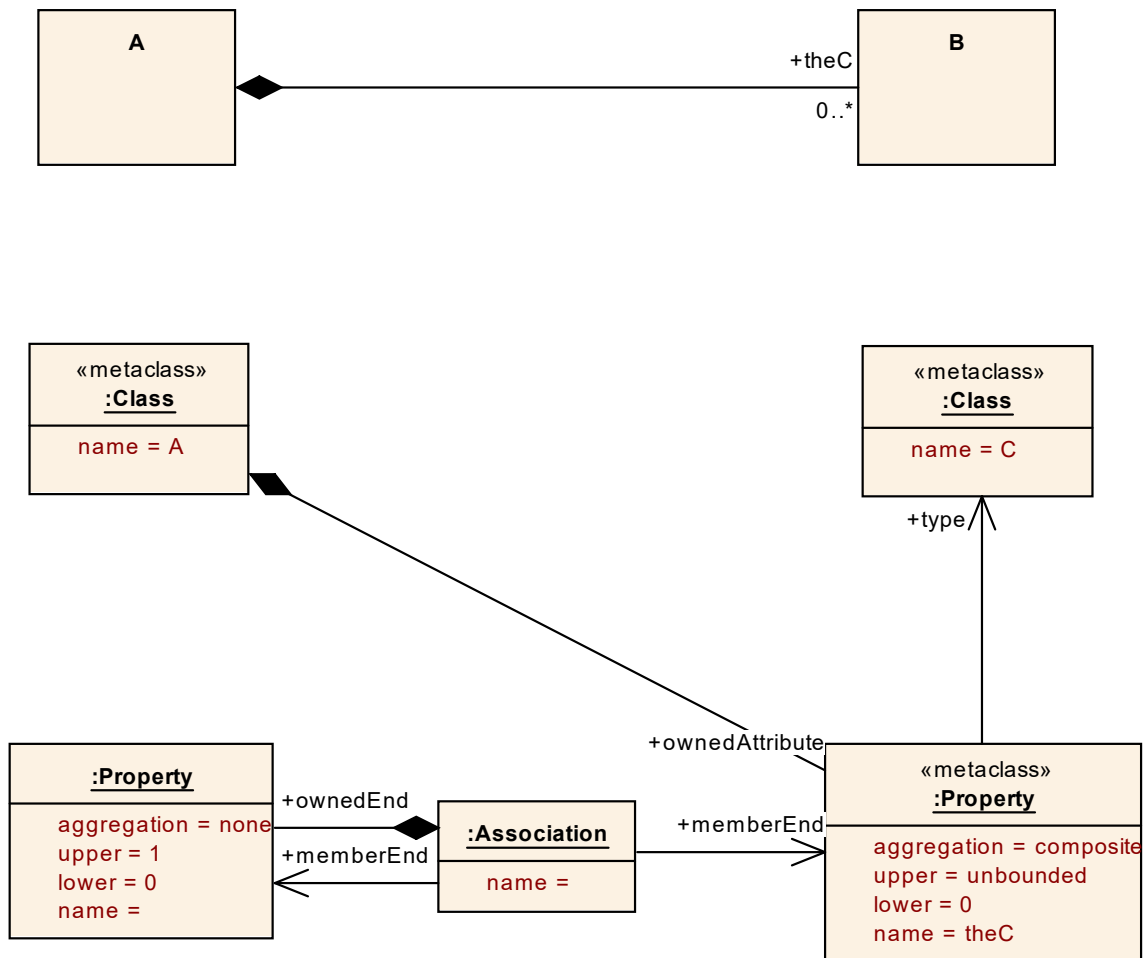 A
B
+theC
0..*
«metaclass»
:Class
name = A
«metaclass»
:Class
name = C
+type
+ownedAttribute
:Property
aggregation = none
upper = 1
lower = 0
name =
+ownedEnd
+memberEnd
:Association
name =
+memberEnd
«metaclass»
:Property
aggregation = composite
upper = unbounded
lower = 0
name = theC